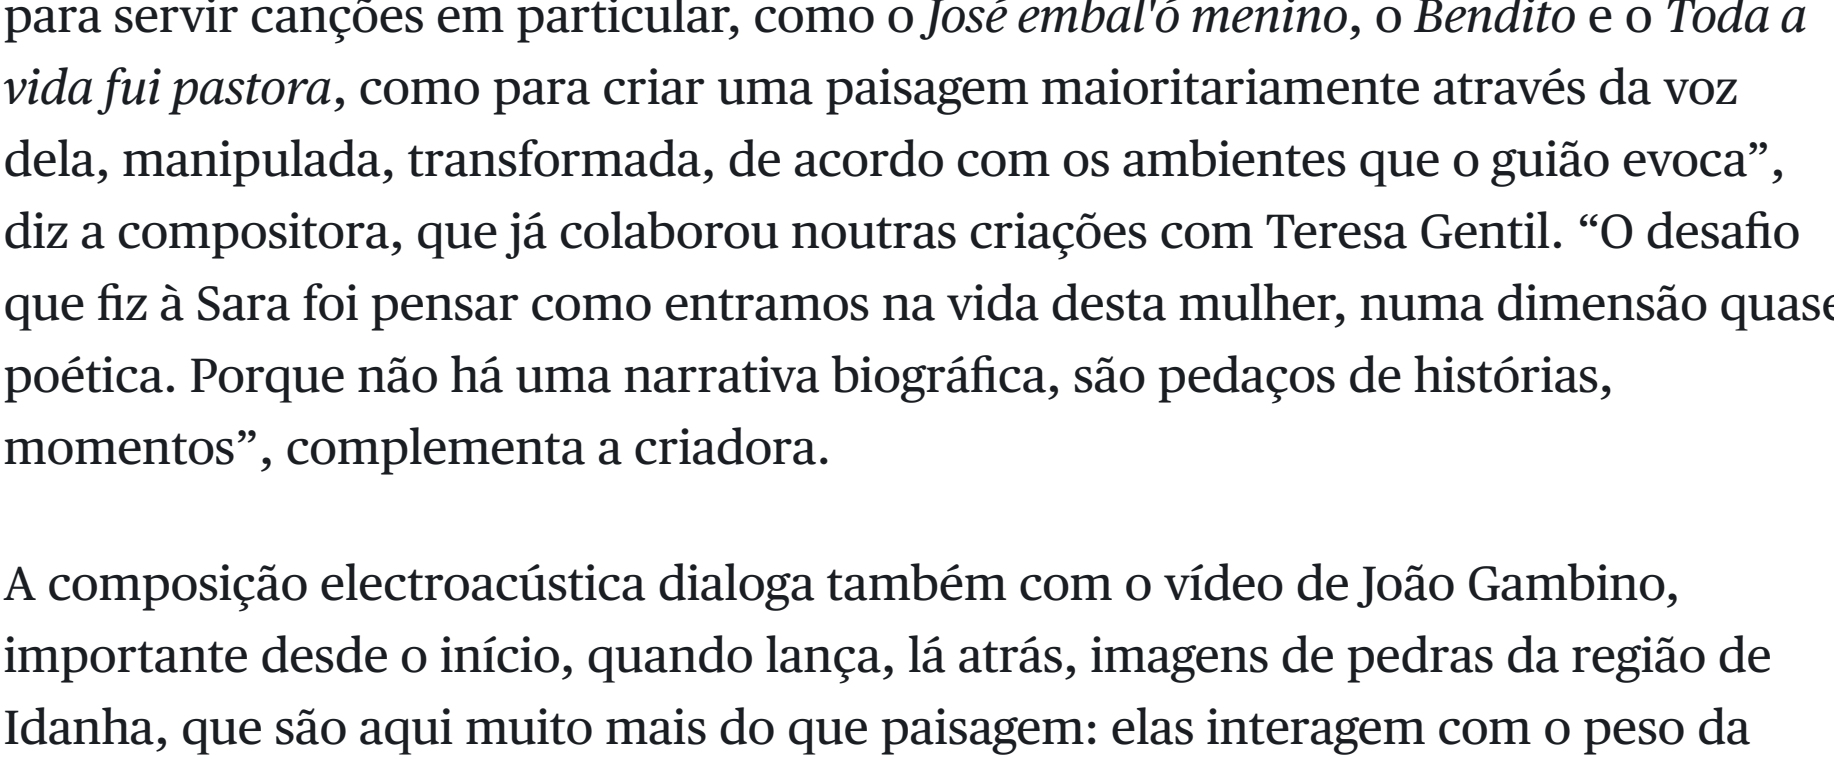 para servir canções em particular, como o José embal'ó menino, o Bendito e o Toda a
vida fui pastora, como para criar uma paisagem maioritariamente através da voz
dela, manipulada, transformada, de acordo com os ambientes que o guião evoca”,
diz a compositora, que já colaborou noutras criações com Teresa Gentil. “O desafio
que fiz à Sara foi pensar como entramos na vida desta mulher, numa dimensão quase
poética. Porque não há uma narrativa biográfica, são pedaços de histórias,
momentos”, complementa a criadora.
A composição electroacústica dialoga também com o vídeo de João Gambino,
importante desde o início, quando lança, lá atrás, imagens de pedras da região de
Idanha, que são aqui muito mais do que paisagem: elas interagem com o peso da